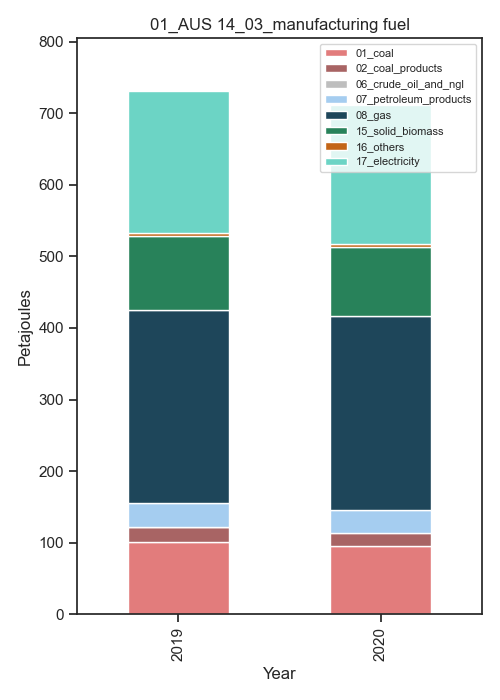 01_AUS 14_03_manufacturing fuel
01_coal
02_coal_products
06_crude_oil_and_ngl
07_petroleum_products
08_gas
15_solid_biomass
16_others
17_electricity
800
700
600
500
400
300
200
100
0
Petajoules
2019
2020
Year